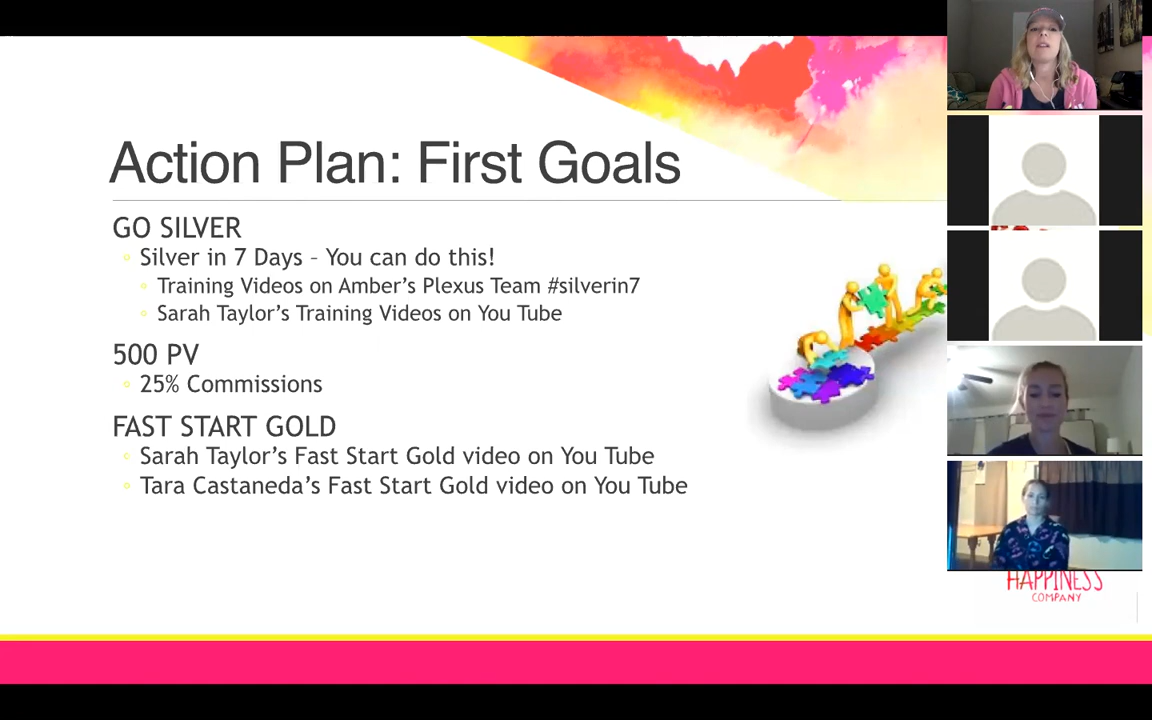 Action Plan: First Goals
GO SILVER
Silver in 7 Days – You can do this!
Training Videos on Amber's Plexus Team #silverin7
Sarah Taylor's Training Videos on You Tube
500 PV
25% Commissions
FAST START GOLD
Sarah Taylor's Fast Start Gold video on You Tube
Tara Castaneda's Fast Start Gold video on You Tube
HAPPINESS
COMPANY